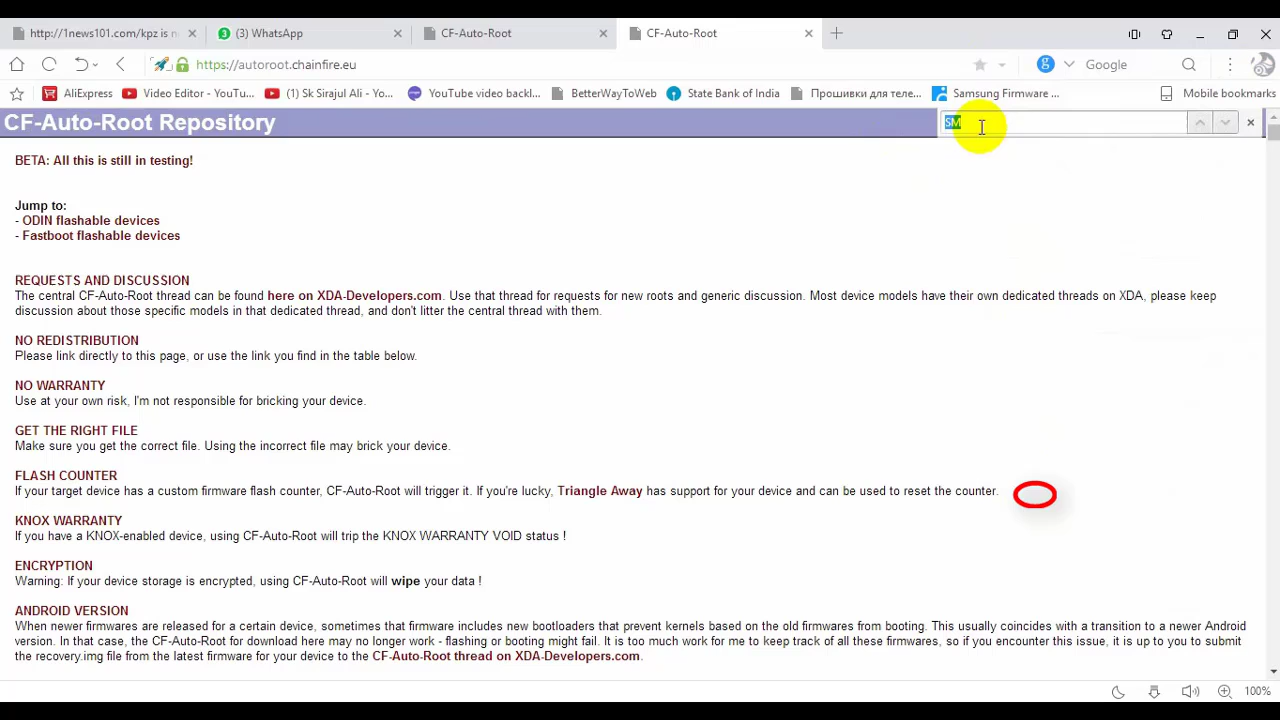 http://1news101.com/kpz is n
(3) WhatsApp
CF-Auto-Root
CF-Auto-Root
https://autoroot.chainfire.eu
Google
AliExpress
Video Editor - YouTu...
(1) Sk Sirajul Ali - Yo...
YouTube video backl...
BetterWayToWeb
State Bank of India
Прошивки для теле...
Samsung Firmware ...
Mobile bookmarks
CF-Auto-Root Repository
SM
BETA: All this is still in testing!
Jump to:
- ODIN flashable devices
- Fastboot flashable devices
REQUESTS AND DISCUSSION
The central CF-Auto-Root thread can be found here on XDA-Developers.com. Use that thread for requests for new roots and generic discussion. Most device models have their own dedicated threads on XDA, please keep
discussion about those specific models in that dedicated thread, and don't litter the central thread with them.
NO REDISTRIBUTION
Please link directly to this page, or use the link you find in the table below.
NO WARRANTY
Use at your own risk, I'm not responsible for bricking your device.
GET THE RIGHT FILE
Make sure you get the correct file. Using the incorrect file may brick your device.
FLASH COUNTER
If your target device has a custom firmware flash counter, CF-Auto-Root will trigger it. If you're lucky, Triangle Away has support for your device and can be used to reset the counter.
KNOX WARRANTY
If you have a KNOX-enabled device, using CF-Auto-Root will trip the KNOX WARRANTY VOID status !
ENCRYPTION
Warning: If your device storage is encrypted, using CF-Auto-Root will wipe your data !
ANDROID VERSION
When newer firmwares are released for a certain device, sometimes that firmware includes new bootloaders that prevent kernels based on the old firmwares from booting. This usually coincides with a transition to a newer Android
version. In that case, the CF-Auto-Root for download here may no longer work - flashing or booting might fail. It is too much work for me to keep track of all these firmwares, so if you encounter this issue, it is up to you to submit
the recovery.img file from the latest firmware for your device to the CF-Auto-Root thread on XDA-Developers.com.
100%